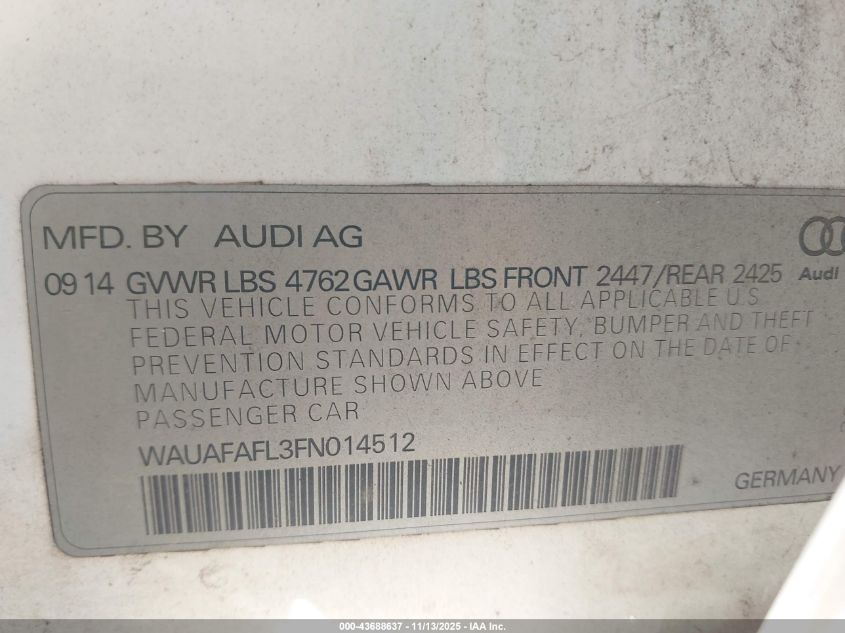 MFD. BY AUDI AG
09 14 GVWR LBS 4762 GAWR LBS FRONT 2447/REAR 2425
Audi
THIS VEHICLE CONFORMS TO ALL APPLICABLE U.S.
FEDERAL MOTOR VEHICLE SAFETY, BUMPER AND THEFT
PREVENTION STANDARDS IN EFFECT ON THE DATE OF
MANUFACTURE SHOWN ABOVE
PASSENGER CAR
WAUAFAFL3FN014512
GERMANY
000-43688637 - 11/13/2025 - IAA Inc.